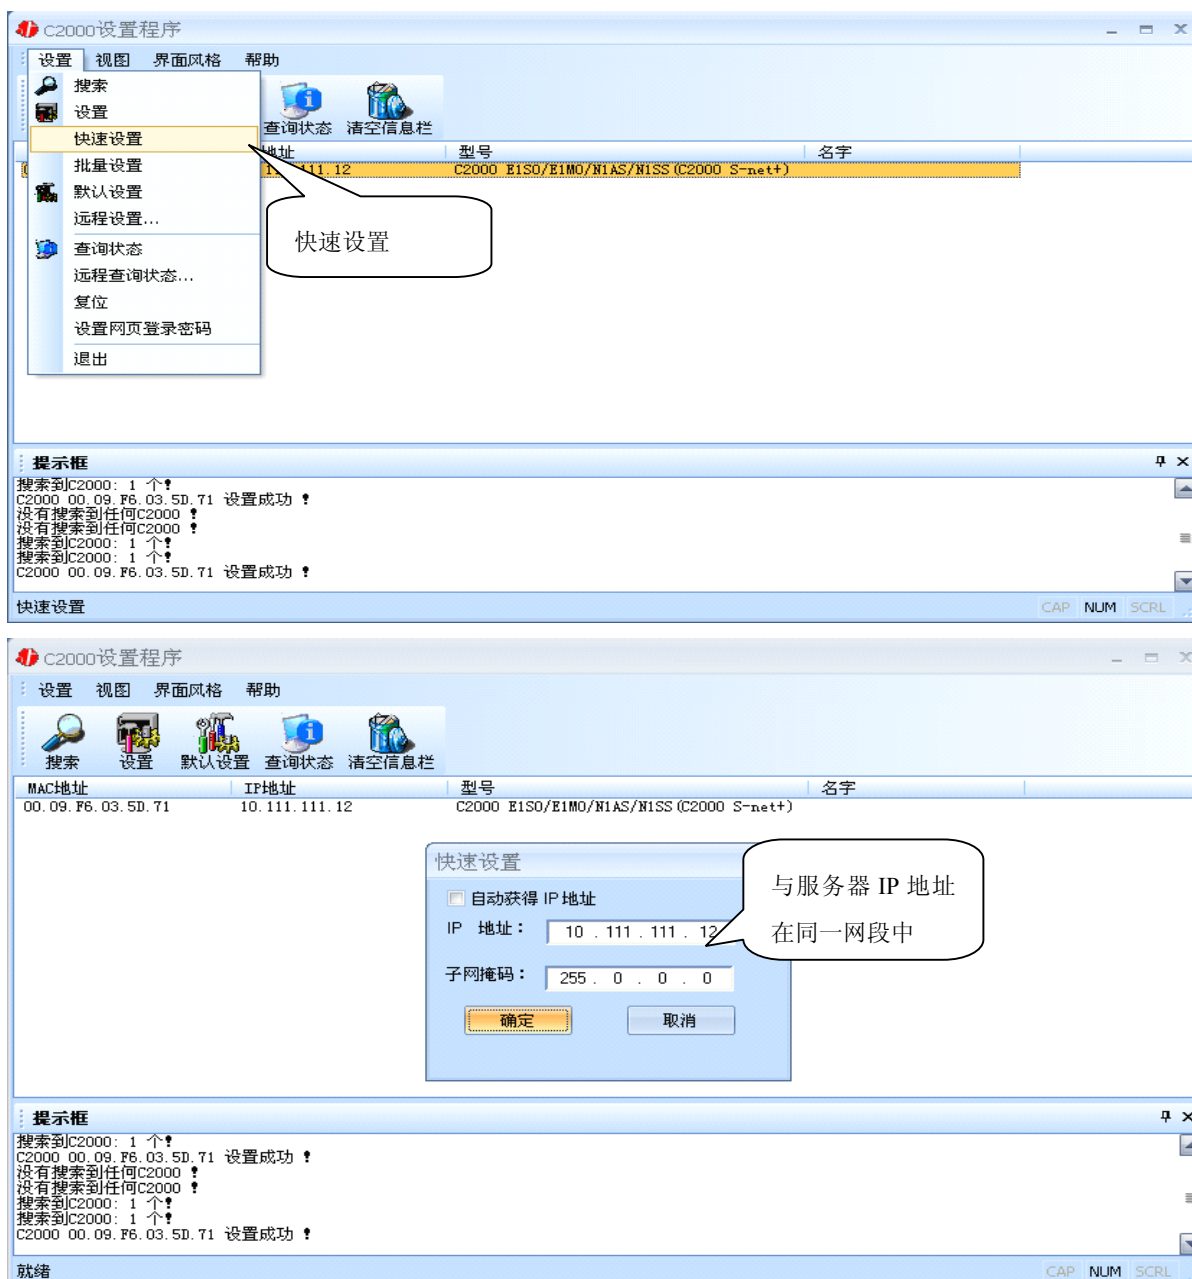 C2000设置程序
设置 视图 界面风格 帮助
搜索
设置
快速设置
批量设置
默认设置
远程设置...
查询状态
远程查询状态...
复位
设置网页登录密码
退出
查询状态 清空信息栏
地址 型号 名字
111.12 C2000 E1S0/E1M0/N1AS/N1SS(C2000 S-net+)
快速设置
提示框
搜索到C2000: 1 个!
C2000 00.09.F6.03.5D.71 设置成功 !
没有搜索到任何C2000 !
没有搜索到任何C2000 !
搜索到C2000: 1 个!
搜索到C2000: 1 个!
C2000 00.09.F6.03.5D.71 设置成功 !
快速设置 CAP NUM SCRL
C2000设置程序
设置 视图 界面风格 帮助
搜索 设置 默认设置 查询状态 清空信息栏
MAC地址 IP地址 型号 名字
00.09.F6.03.5D.71 10.111.111.12 C2000 E1S0/E1M0/N1AS/N1SS(C2000 S-net+)
快速设置
自动获得 IP 地址
IP 地址： 10 . 111 . 111 . 12
子网掩码： 255 . 0 . 0 . 0
确定 取消
与服务器 IP 地址
在同一网段中
提示框
搜索到C2000: 1 个!
C2000 00.09.F6.03.5D.71 设置成功 !
没有搜索到任何C2000 !
没有搜索到任何C2000 !
搜索到C2000: 1 个!
搜索到C2000: 1 个!
C2000 00.09.F6.03.5D.71 设置成功 !
就绪 CAP NUM SCRL